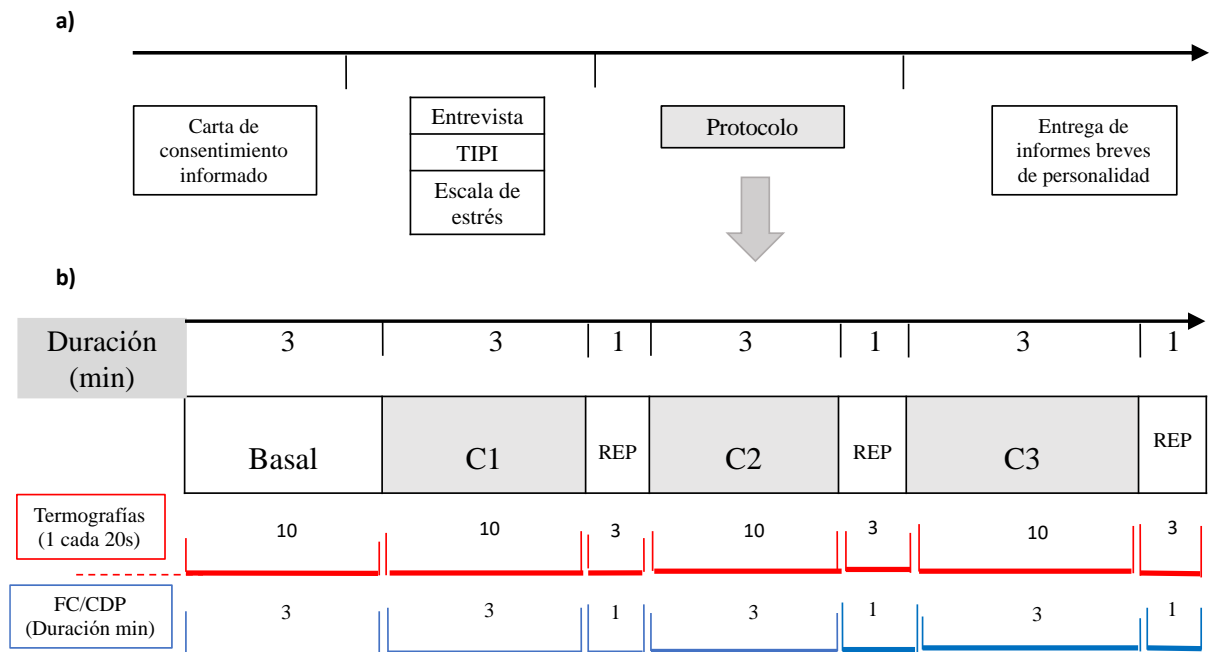 a)
Carta de
consentimiento
informado
Entrevista
TIPI
Escala de
estrés
Protocolo
Entrega de
informes breves
de personalidad
b)
Duración
(min)
3 3 1 3 1 3 1
Basal C1 REP C2 REP C3 REP
Termografías
(1 cada 20s)
10 10 3 10 3 10 3
FC/CDP
(Duración min)
3 3 1 3 1 3 1